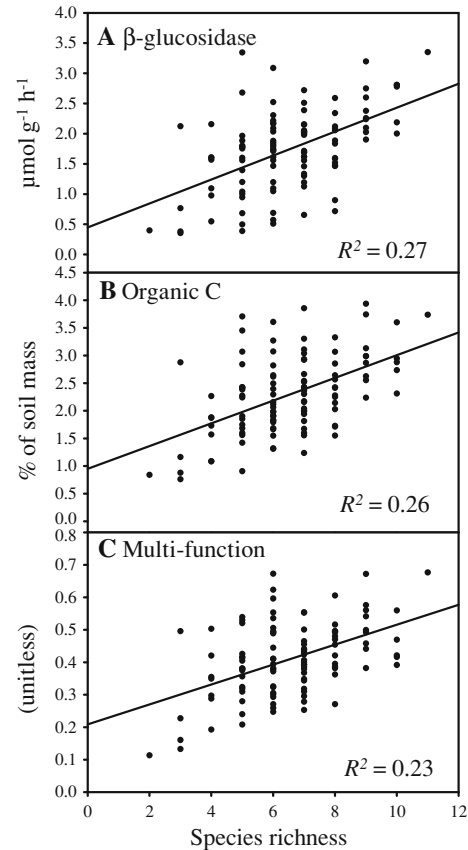 A β-glucosidase
4.0
3.5
3.0
2.5
2.0
1.5
1.0
0.5
0.0
μmol g⁻¹ h⁻¹
R² = 0.27
B Organic C
4.5
4.0
3.5
3.0
2.5
2.0
1.5
1.0
0.5
0.0
% of soil mass
R² = 0.26
C Multi-function
0.8
0.7
0.6
0.5
0.4
0.3
0.2
0.1
0.0
(unitless)
R² = 0.23
0 2 4 6 8 10 12
Species richness